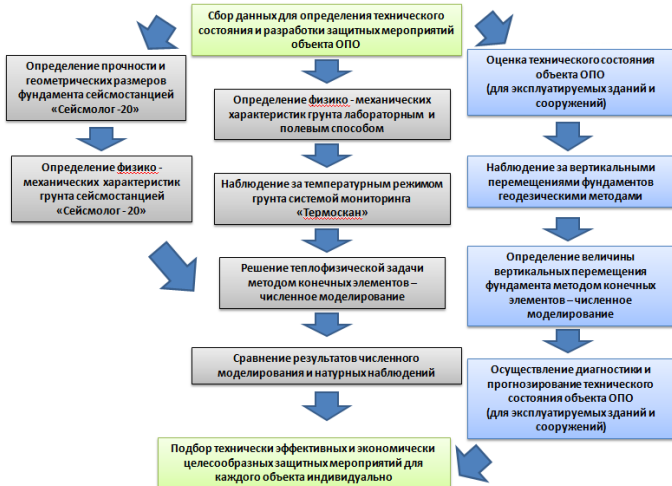 Сбор данных для определения технического
состояния и разработки защитных мероприятий
объекта ОПО
Определение прочности и
геометрических размеров
фундамента сейсмостанцией
«Сейсмолог -20»
Определение физико -
механических характеристик
грунта сейсмостанцией
«Сейсмолог - 20»
Определение физико - механических
характеристик грунта лабораторным и
полевым способом
Наблюдение за температурным режимом
грунта системой мониторинга
«Термоскан»
Решение теплофизической задачи
методом конечных элементов –
численное моделирование
Сравнение результатов численного
моделирования и натурных наблюдений
Оценка технического состояния
объекта ОПО
(для эксплуатируемых зданий и
сооружений)
Наблюдение за вертикальными
перемещениями фундаментов
геодезическими методами
Определение величины
вертикальных перемещения
фундамента методом конечных
элементов – численное
моделирование
Осуществление диагностики и
прогнозирование технического
состояния объекта ОПО
(для эксплуатируемых зданий и
сооружений)
Подбор технически эффективных и экономически
целесообразных защитных мероприятий для
каждого объекта индивидуально